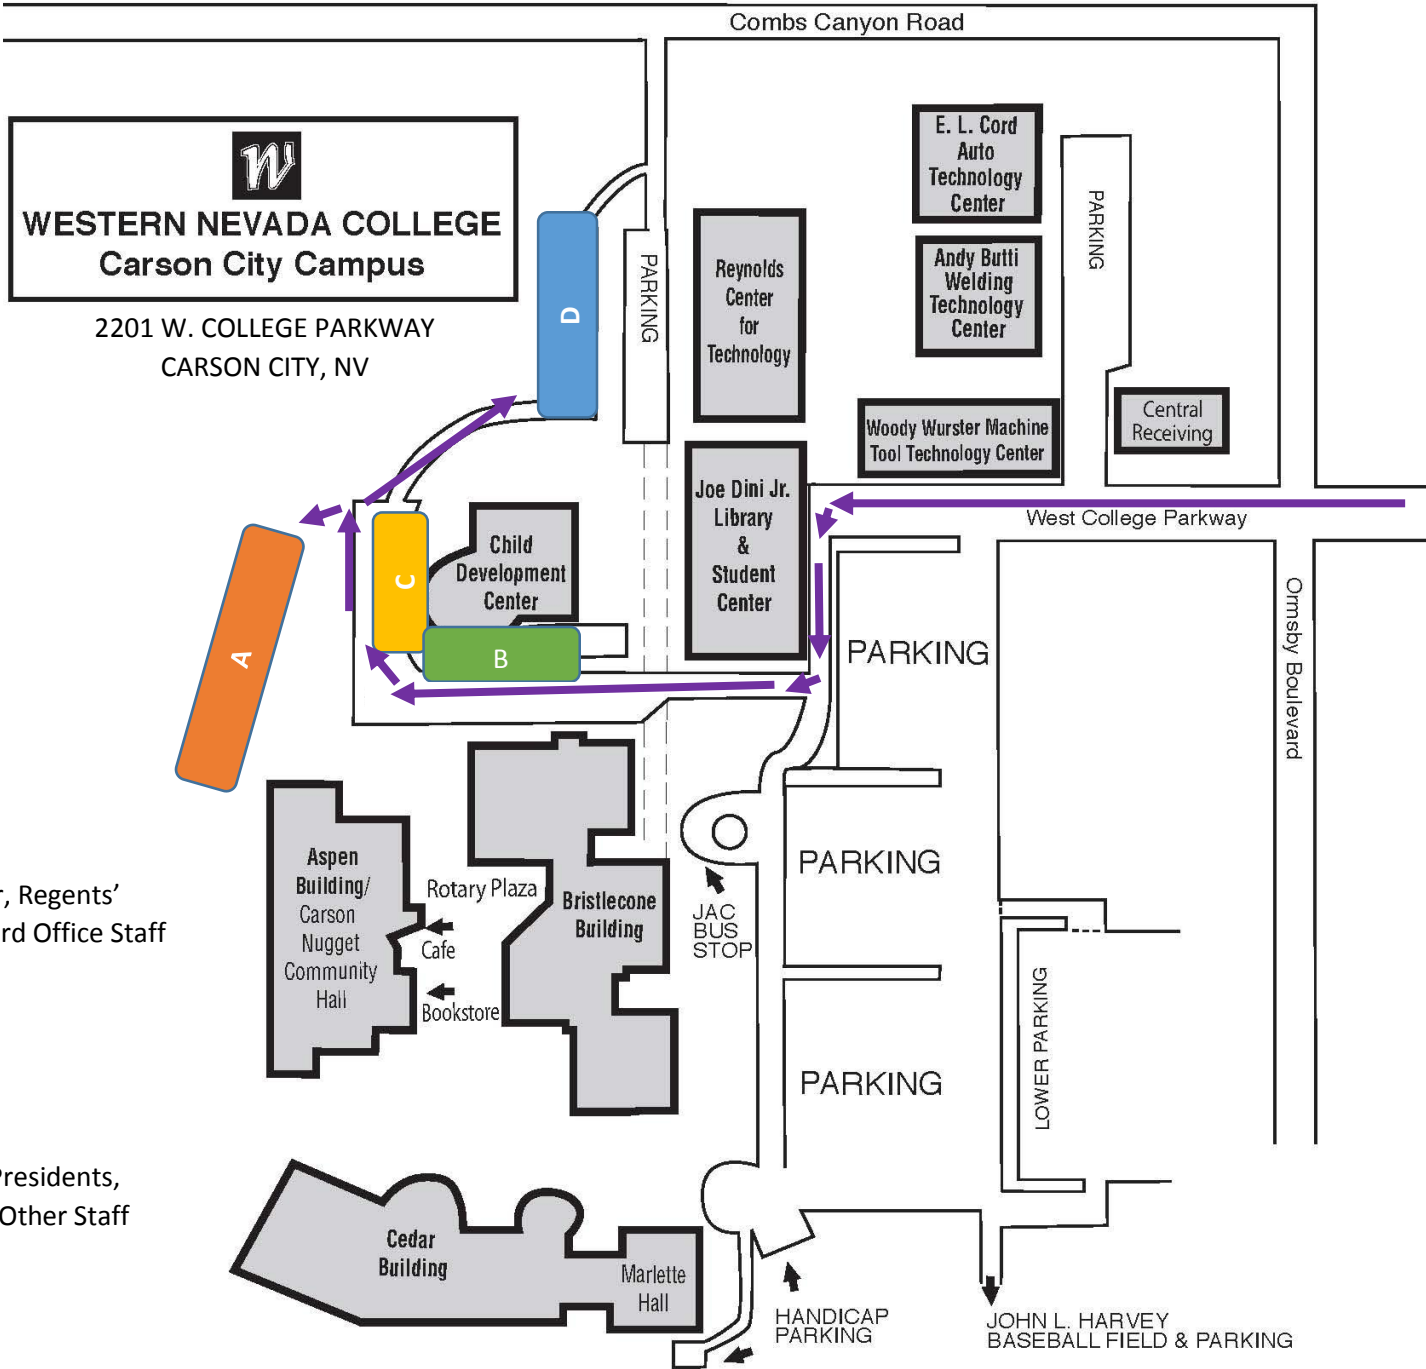 Combs Canyon Road
W
WESTERN NEVADA COLLEGE
Carson City Campus
2201 W. COLLEGE PARKWAY
CARSON CITY, NV
E. L. Cord
Auto
Technology
Center
PARKING
Andy Butti
Welding
Technology
Center
D
PARKING
Reynolds
Center
for
Technology
Woody Wurster Machine
Tool Technology Center
Central
Receiving
West College Parkway
Joe Dini Jr.
Library
&
Student
Center
Child
Development
Center
C
B
A
PARKING
Ormsby Boulevard
Aspen
Building/
Carson
Nugget
Community
Hall
Rotary Plaza
Cafe
Bookstore
Bristlecone
Building
JAC
BUS
STOP
PARKING
PARKING
LOWER PARKING
, Regents'
rd Office Staff
Presidents,
Other Staff
Cedar
Building
Marlette
Hall
HANDICAP
PARKING
JOHN L. HARVEY
BASEBALL FIELD & PARKING